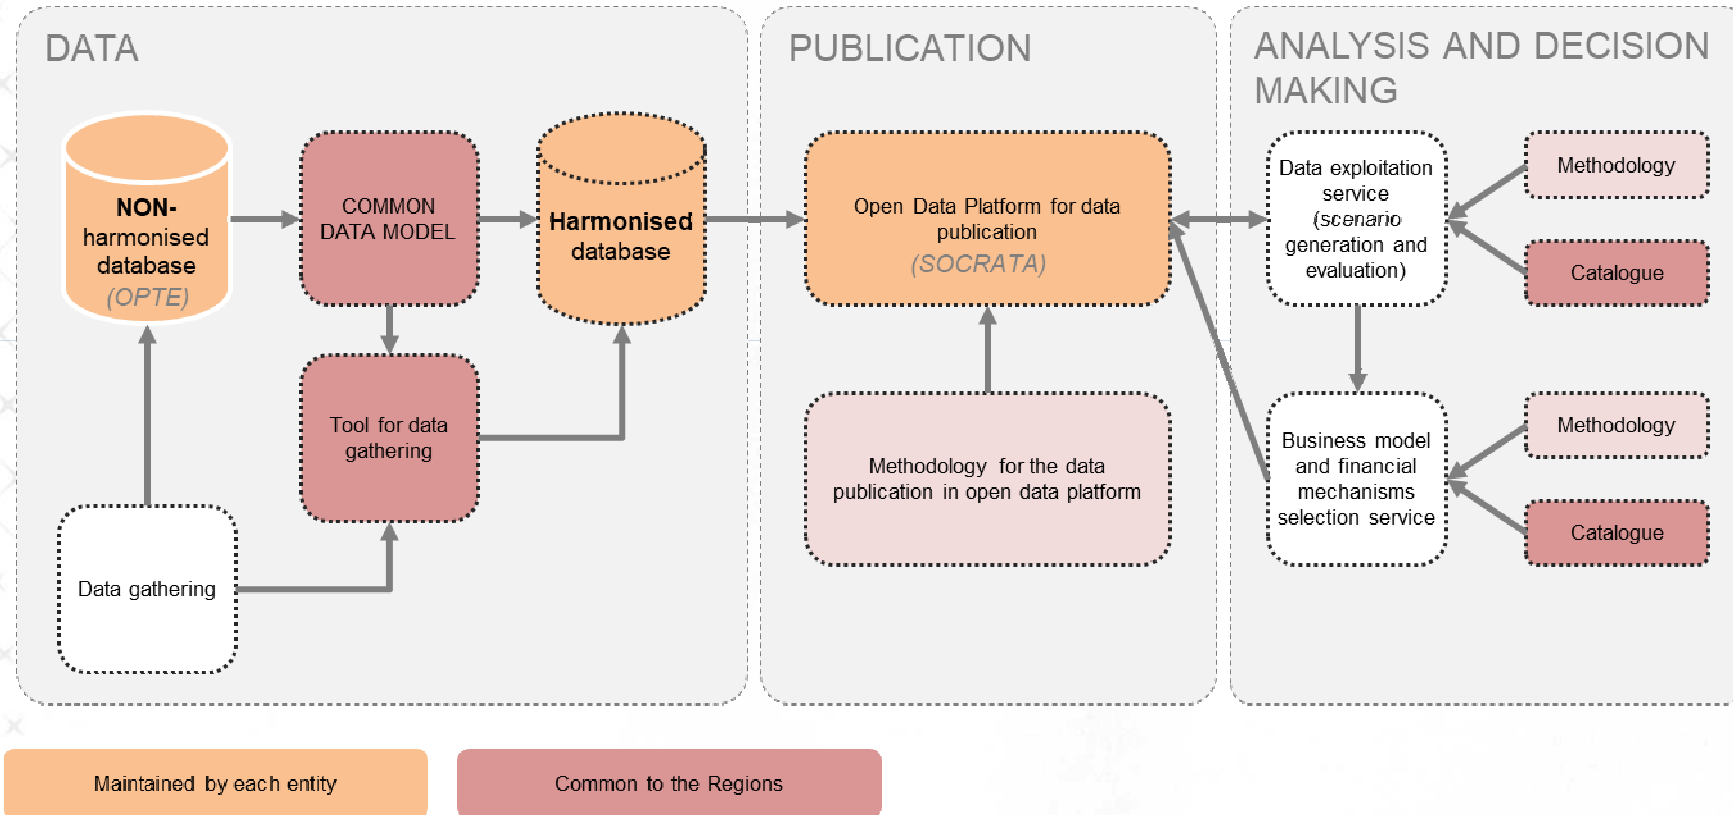 DATA
NON-
harmonised
database
(OPTE)
COMMON
DATA MODEL
Harmonised
database
Tool for data
gathering
Data gathering
PUBLICATION
Open Data Platform for data
publication
(SOCRATA)
Methodology for the data
publication in open data platform
ANALYSIS AND DECISION
MAKING
Data exploitation
service
(scenario
generation and
evaluation)
Methodology
Catalogue
Business model
and financial
mechanisms
selection service
Methodology
Catalogue
Maintained by each entity
Common to the Regions